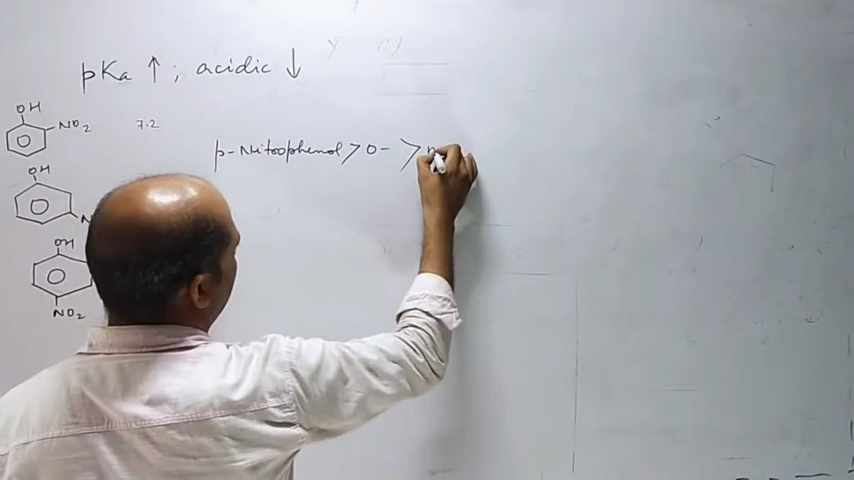 pKa ↑ ; acidic ↓
OH
NO2 7.2
p-Nitrophenol > o- >
OH
OH
NO2